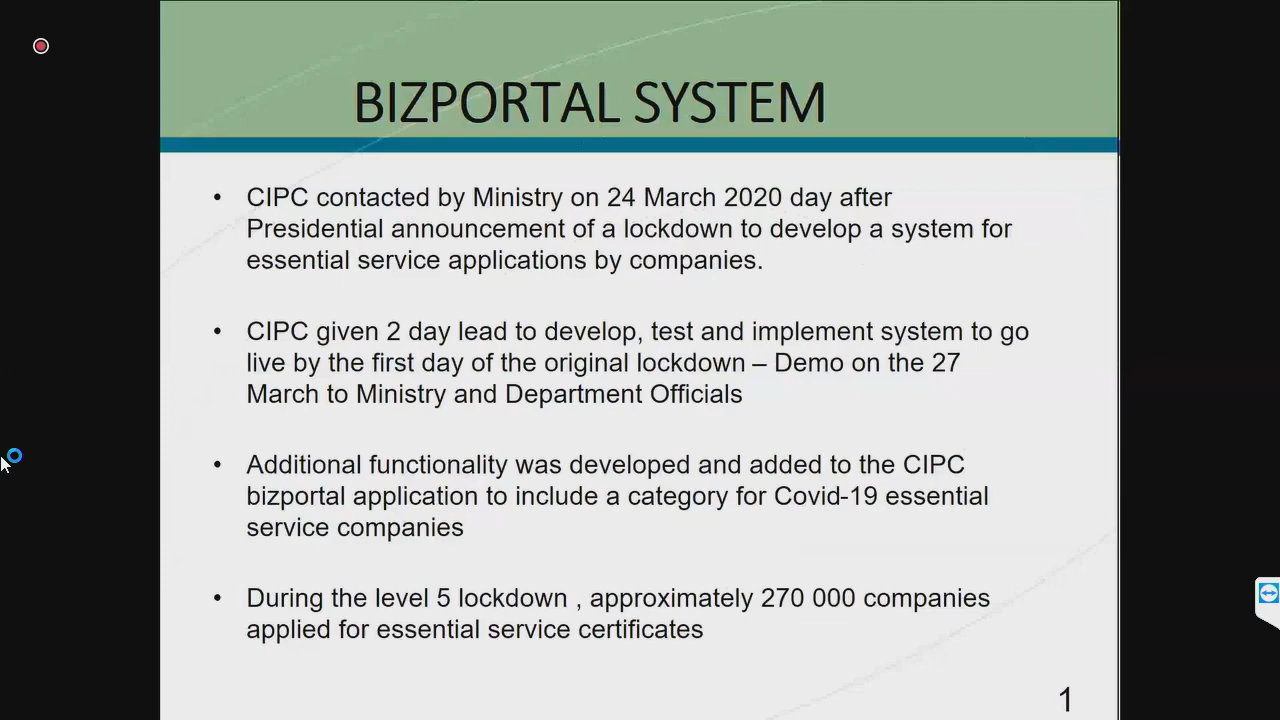 BIZPORTAL SYSTEM
• CIPC contacted by Ministry on 24 March 2020 day after
Presidential announcement of a lockdown to develop a system for
essential service applications by companies.
• CIPC given 2 day lead to develop, test and implement system to go
live by the first day of the original lockdown – Demo on the 27
March to Ministry and Department Officials
• Additional functionality was developed and added to the CIPC
bizportal application to include a category for Covid-19 essential
service companies
• During the level 5 lockdown , approximately 270 000 companies
applied for essential service certificates
1